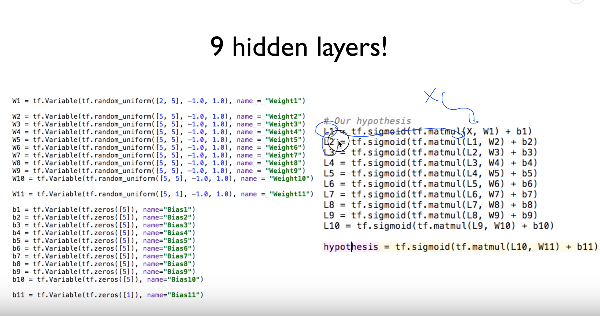 9 hidden layers!
W1 = tf.Variable(tf.random_uniform([2, 5], -1.0, 1.0), name = "Weight1")
W2 = tf.Variable(tf.random_uniform([5, 5], -1.0, 1.0), name = "Weight2")
W3 = tf.Variable(tf.random_uniform([5, 5], -1.0, 1.0), name = "Weight3")
W4 = tf.Variable(tf.random_uniform([5, 5], -1.0, 1.0), name = "Weight4")
W5 = tf.Variable(tf.random_uniform([5, 5], -1.0, 1.0), name = "Weight5")
W6 = tf.Variable(tf.random_uniform([5, 5], -1.0, 1.0), name = "Weight6")
W7 = tf.Variable(tf.random_uniform([5, 5], -1.0, 1.0), name = "Weight7")
W8 = tf.Variable(tf.random_uniform([5, 5], -1.0, 1.0), name = "Weight8")
W9 = tf.Variable(tf.random_uniform([5, 5], -1.0, 1.0), name = "Weight9")
W10 = tf.Variable(tf.random_uniform([5, 5], -1.0, 1.0), name = "Weight10")
W11 = tf.Variable(tf.random_uniform([5, 1], -1.0, 1.0), name = "Weight11")
b1 = tf.Variable(tf.zeros([5]), name="Bias1")
b2 = tf.Variable(tf.zeros([5]), name="Bias2")
b3 = tf.Variable(tf.zeros([5]), name="Bias3")
b4 = tf.Variable(tf.zeros([5]), name="Bias4")
b5 = tf.Variable(tf.zeros([5]), name="Bias5")
b6 = tf.Variable(tf.zeros([5]), name="Bias6")
b7 = tf.Variable(tf.zeros([5]), name="Bias7")
b8 = tf.Variable(tf.zeros([5]), name="Bias8")
b9 = tf.Variable(tf.zeros([5]), name="Bias9")
b10 = tf.Variable(tf.zeros([5]), name="Bias10")
b11 = tf.Variable(tf.zeros([1]), name="Bias11")
X
# Our hypothesis
L1 = tf.sigmoid(tf.matmul(X, W1) + b1)
L2 = tf.sigmoid(tf.matmul(L1, W2) + b2)
L3 = tf.sigmoid(tf.matmul(L2, W3) + b3)
L4 = tf.sigmoid(tf.matmul(L3, W4) + b4)
L5 = tf.sigmoid(tf.matmul(L4, W5) + b5)
L6 = tf.sigmoid(tf.matmul(L5, W6) + b6)
L7 = tf.sigmoid(tf.matmul(L6, W7) + b7)
L8 = tf.sigmoid(tf.matmul(L7, W8) + b8)
L9 = tf.sigmoid(tf.matmul(L8, W9) + b9)
L10 = tf.sigmoid(tf.matmul(L9, W10) + b10)
hypothesis = tf.sigmoid(tf.matmul(L10, W11) + b11)